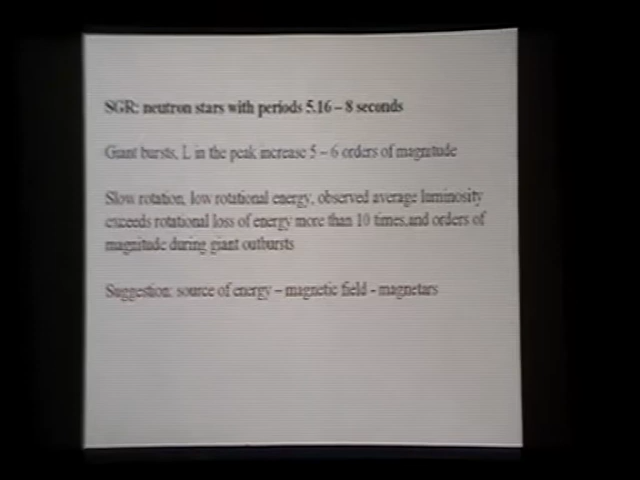 SGR: neutron stars with periods 5.16 – 8 seconds
Giant bursts, L in the peak increase 5 – 6 orders of magnitude
Slow rotation, low rotational energy, observed average luminosity
exceeds rotational loss of energy more than 10 times,and orders of
magnitude during giant outbursts
Suggestion: source of energy – magnetic field - magnetars